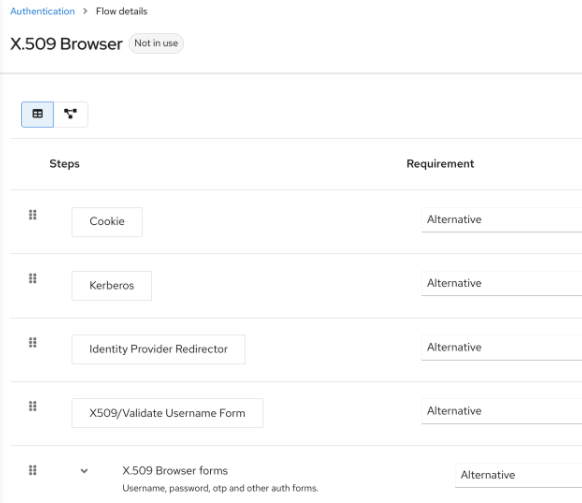 Authentication > Flow details
X.509 Browser Not in use
Steps Requirement
Cookie Alternative
Kerberos Alternative
Identity Provider Redirector Alternative
X509/Validate Username Form Alternative
X.509 Browser forms Alternative
Username, password, otp and other auth forms.